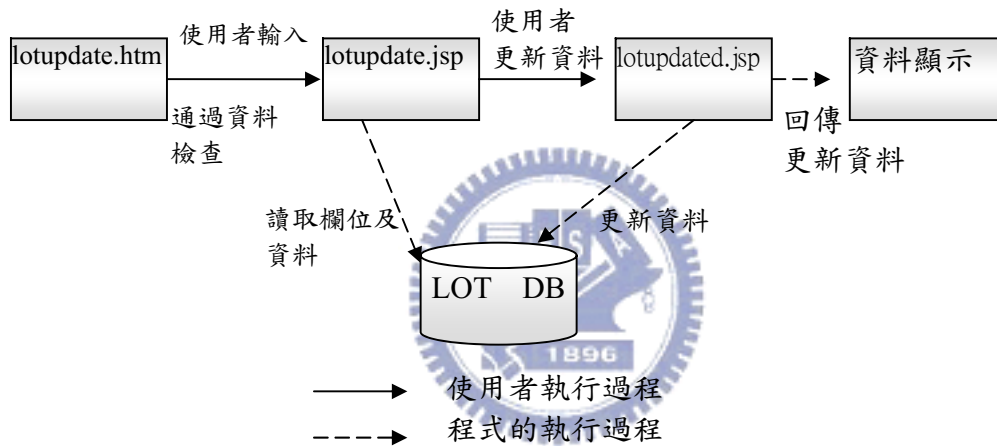 lotupdate.htm
使用者輸入
通過資料
檢查
lotupdate.jsp
使用者
更新資料
lotupdated.jsp
回傳
更新資料
資料顯示
讀取欄位及
資料
更新資料
LOT DB
1896
使用者執行過程
程式的執行過程